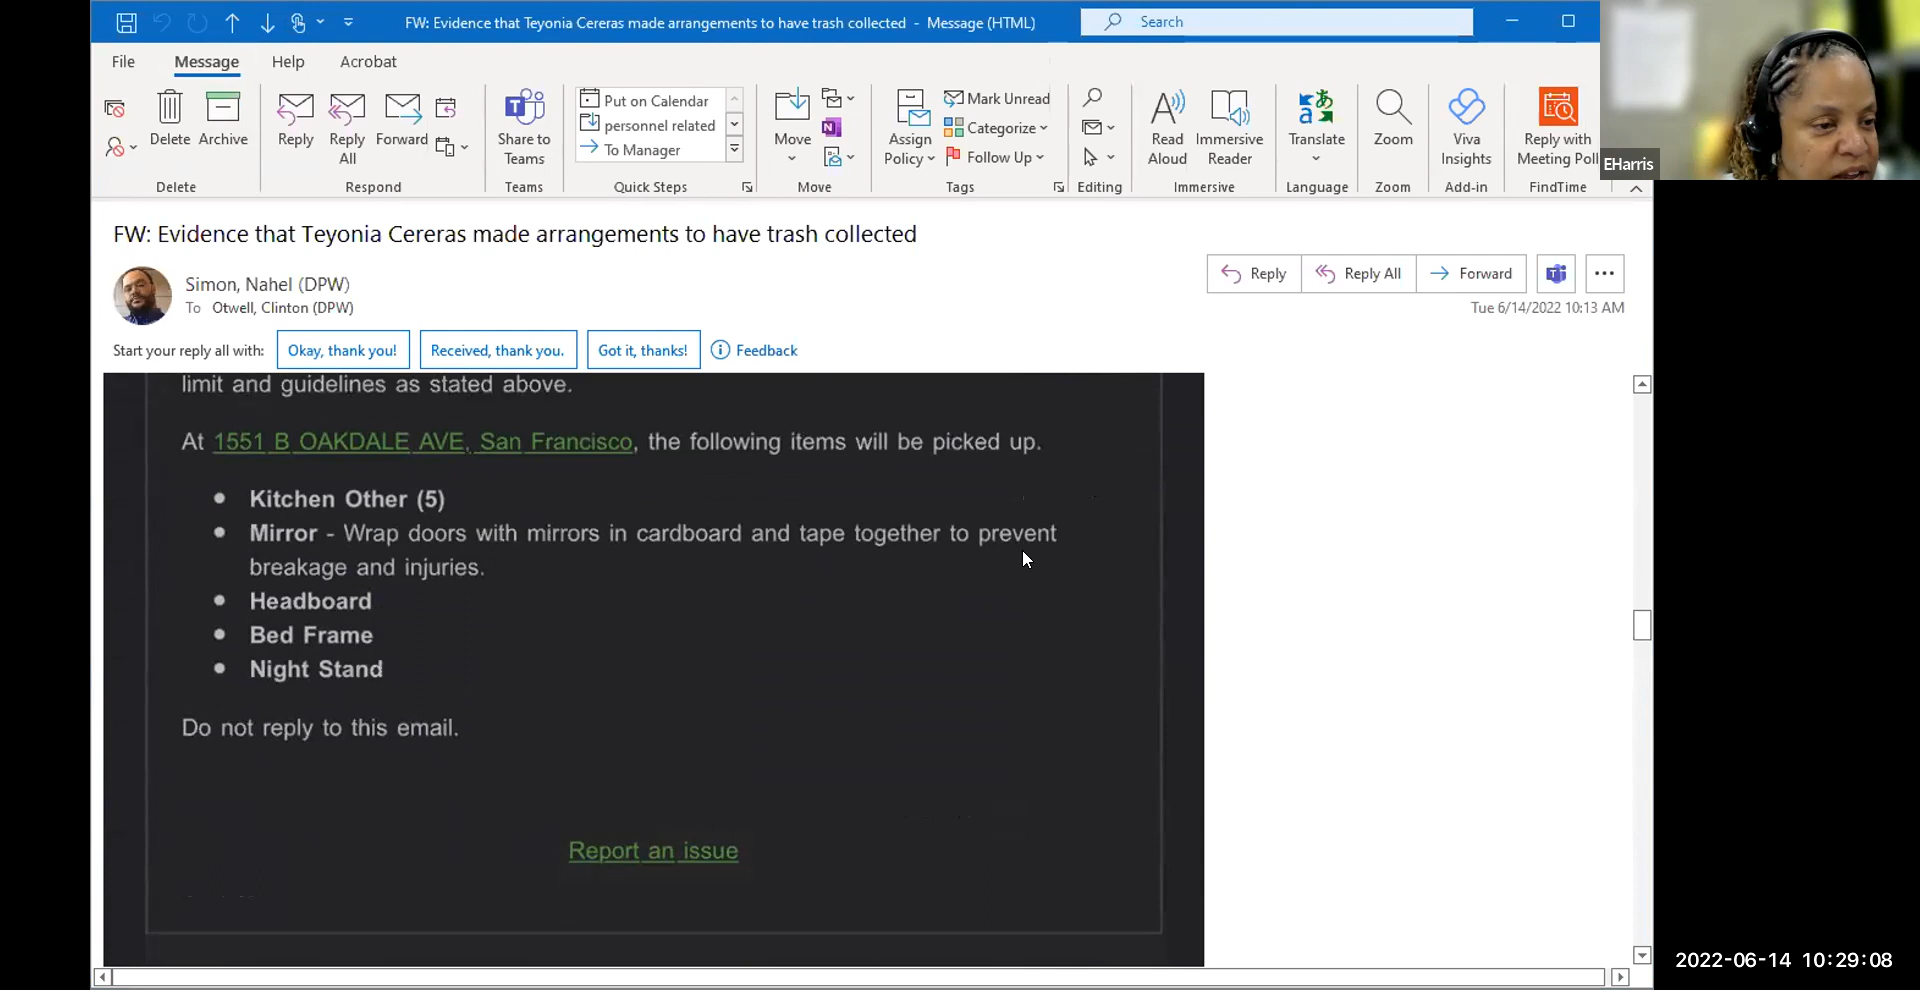 FW: Evidence that Teyonia Cereras made arrangements to have trash collected - Message (HTML)
Search
File Message Help Acrobat
Delete Archive
Reply Reply All Forward
Share to Teams
Put on Calendar
personnel related
To Manager
Move
Assign Policy
Mark Unread
Categorize
Follow Up
Read Aloud
Immersive Reader
Translate
Zoom
Viva Insights
Reply with Meeting Poll
EHarris
Delete Respond Teams Quick Steps Move Tags Editing Immersive Language Zoom Add-in FindTime
FW: Evidence that Teyonia Cereras made arrangements to have trash collected
Simon, Nahel (DPW)
To Otwell, Clinton (DPW)
Reply Reply All Forward
Tue 6/14/2022 10:13 AM
Start your reply all with: Okay, thank you! Received, thank you. Got it, thanks! Feedback
limit and guidelines as stated above.
At 1551 B OAKDALE AVE, San Francisco, the following items will be picked up.
• Kitchen Other (5)
• Mirror - Wrap doors with mirrors in cardboard and tape together to prevent
breakage and injuries.
• Headboard
• Bed Frame
• Night Stand
Do not reply to this email.
Report an issue
2022-06-14 10:29:08